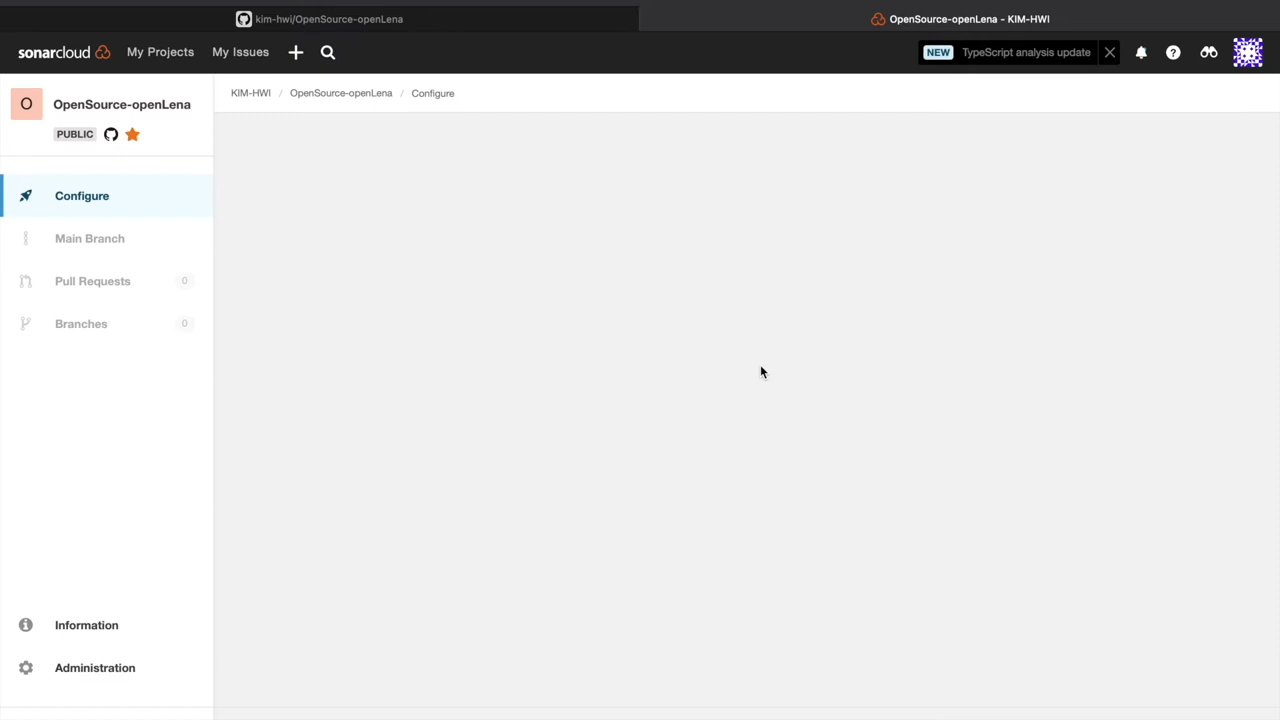 kim-hwi/OpenSource-openLena
OpenSource-openLena - KIM-HWI
sonarcloud My Projects My Issues NEW TypeScript analysis update
O OpenSource-openLena
PUBLIC
KIM-HWI / OpenSource-openLena / Configure
Configure
Main Branch
Pull Requests 0
Branches 0
Information
Administration